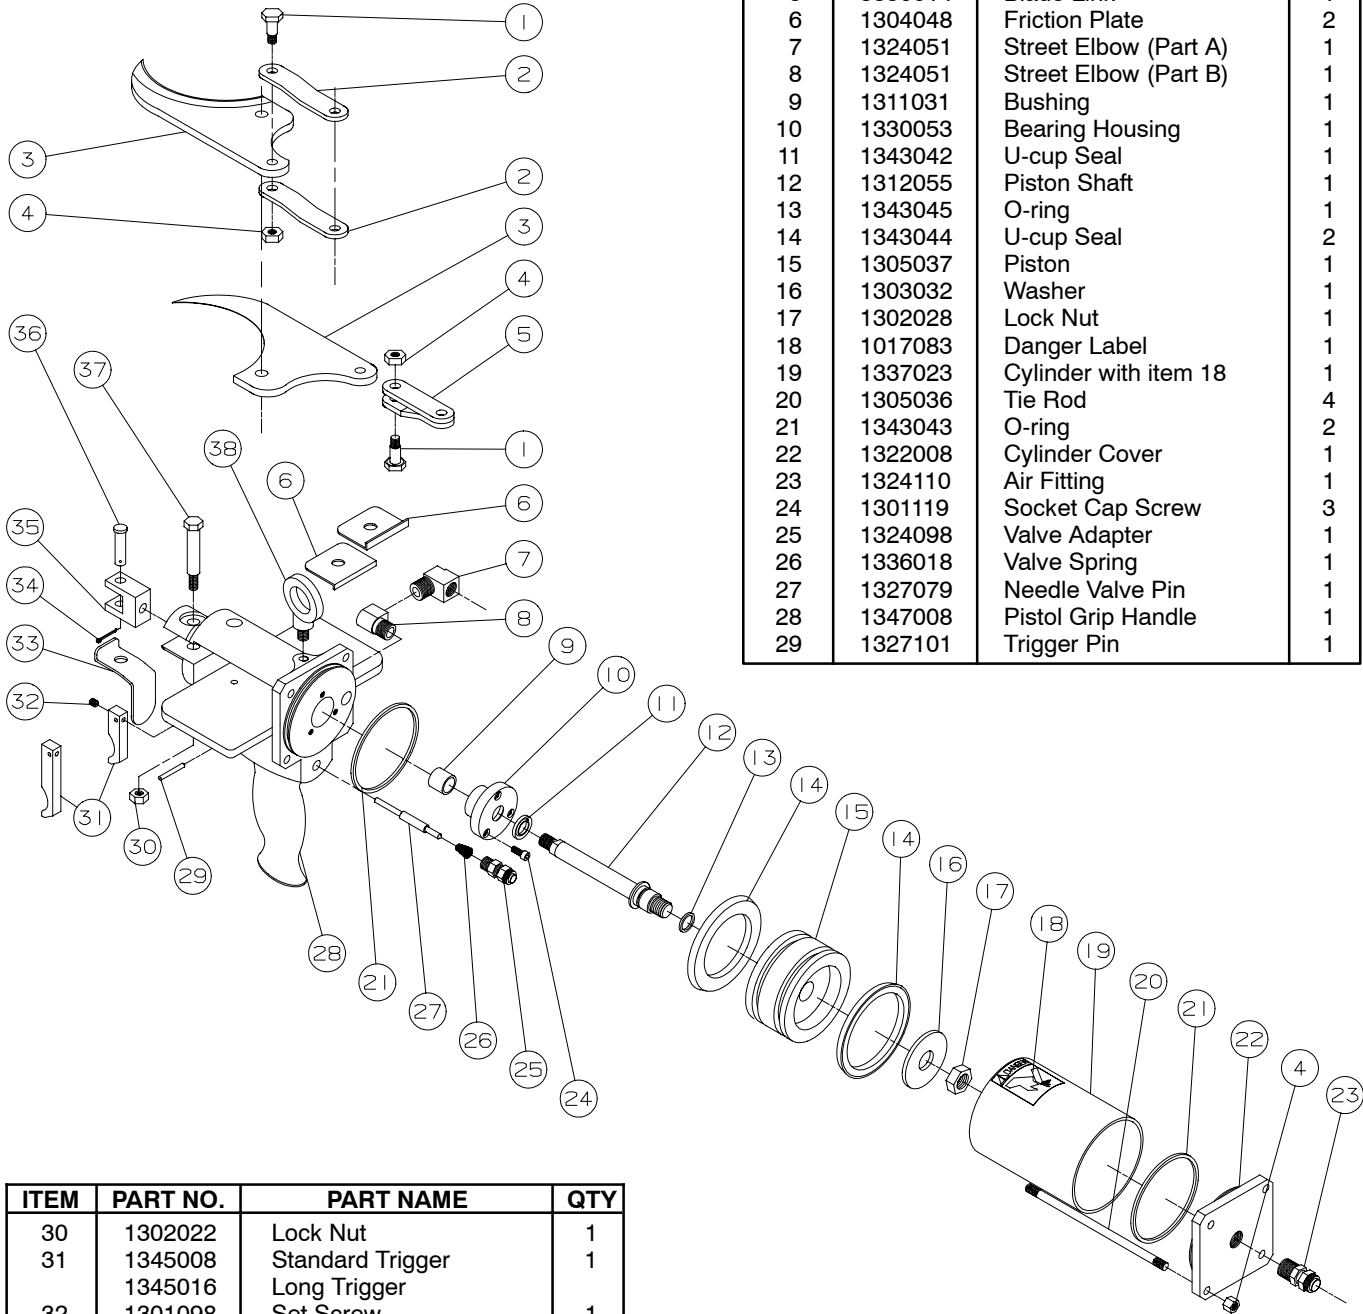 6 1304048 Friction Plate 2
7 1324051 Street Elbow (Part A) 1
8 1324051 Street Elbow (Part B) 1
9 1311031 Bushing 1
10 1330053 Bearing Housing 1
11 1343042 U-cup Seal 1
12 1312055 Piston Shaft 1
13 1343045 O-ring 1
14 1343044 U-cup Seal 2
15 1305037 Piston 1
16 1303032 Washer 1
17 1302028 Lock Nut 1
18 1017083 Danger Label 1
19 1337023 Cylinder with item 18 1
20 1305036 Tie Rod 4
21 1343043 O-ring 2
22 1322008 Cylinder Cover 1
23 1324110 Air Fitting 1
24 1301119 Socket Cap Screw 3
25 1324098 Valve Adapter 1
26 1336018 Valve Spring 1
27 1327079 Needle Valve Pin 1
28 1347008 Pistol Grip Handle 1
29 1327101 Trigger Pin 1
1
2
3
2
4
3
4
5
36
37
1
38
6
6
35
7
34
8
33
9
10
32
11
12
13
14
31
15
30
14
29
16
17
28
18
21
19
27
20
26
21
25
22
24
4
23
DANGER
ITEM PART NO. PART NAME QTY
30 1302022 Lock Nut 1
31 1345008 Standard Trigger 1
1345016 Long Trigger
32 1301098 Set Screw 1